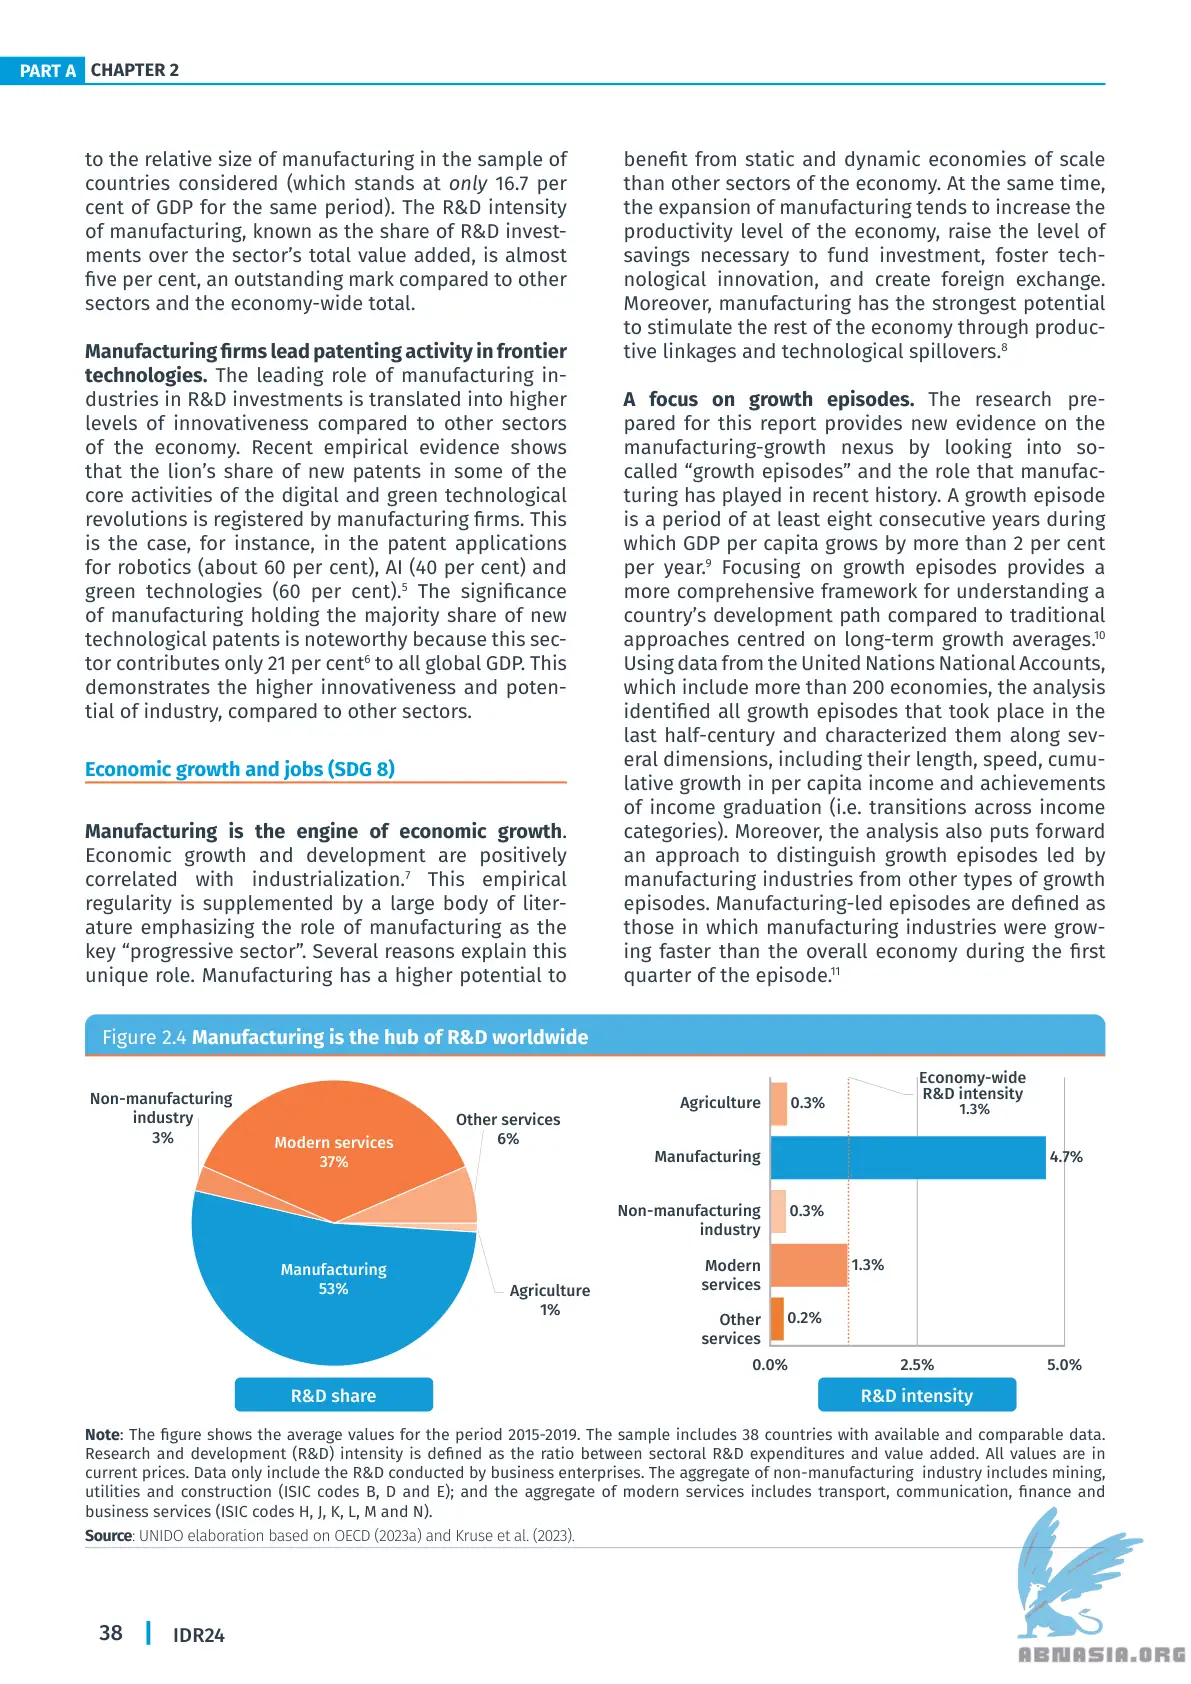 PART A CHAPTER 2
to the relative size of manufacturing in the sample of
countries considered (which stands at only 16.7 per
cent of GDP for the same period). The R&D intensity
of manufacturing, known as the share of R&D invest-
ments over the sector's total value added, is almost
five per cent, an outstanding mark compared to other
sectors and the economy-wide total.
Manufacturing firms lead patenting activity in frontier
technologies. The leading role of manufacturing in-
dustries in R&D investments is translated into higher
levels of innovativeness compared to other sectors
of the economy. Recent empirical evidence shows
that the lion's share of new patents in some of the
core activities of the digital and green technological
revolutions is registered by manufacturing firms. This
is the case, for instance, in the patent applications
for robotics (about 60 per cent), AI (40 per cent) and
green technologies (60 per cent).5 The significance
of manufacturing holding the majority share of new
technological patents is noteworthy because this sec-
tor contributes only 21 per cent6 to all global GDP. This
demonstrates the higher innovativeness and poten-
tial of industry, compared to other sectors.
Economic growth and jobs (SDG 8)
Manufacturing is the engine of economic growth.
Economic growth and development are positively
correlated with industrialization.7 This empirical
regularity is supplemented by a large body of liter-
ature emphasizing the role of manufacturing as the
key “progressive sector”. Several reasons explain this
unique role. Manufacturing has a higher potential to
benefit from static and dynamic economies of scale
than other sectors of the economy. At the same time,
the expansion of manufacturing tends to increase the
productivity level of the economy, raise the level of
savings necessary to fund investment, foster tech-
nological innovation, and create foreign exchange.
Moreover, manufacturing has the strongest potential
to stimulate the rest of the economy through produc-
tive linkages and technological spillovers.8
A focus on growth episodes. The research pre-
pared for this report provides new evidence on the
manufacturing-growth nexus by looking into so-
called “growth episodes” and the role that manufac-
turing has played in recent history. A growth episode
is a period of at least eight consecutive years during
which GDP per capita grows by more than 2 per cent
per year.9 Focusing on growth episodes provides a
more comprehensive framework for understanding a
country's development path compared to traditional
approaches centred on long-term growth averages.10
Using data from the United Nations National Accounts,
which include more than 200 economies, the analysis
identified all growth episodes that took place in the
last half-century and characterized them along sev-
eral dimensions, including their length, speed, cumu-
lative growth in per capita income and achievements
of income graduation (i.e. transitions across income
categories). Moreover, the analysis also puts forward
an approach to distinguish growth episodes led by
manufacturing industries from other types of growth
episodes. Manufacturing-led episodes are defined as
those in which manufacturing industries were grow-
ing faster than the overall economy during the first
quarter of the episode.11
Figure 2.4 Manufacturing is the hub of R&D worldwide
Non-manufacturing
industry
3%
Modern services
37%
Other services
6%
Manufacturing
53%
Agriculture
1%
R&D share
Economy-wide
R&D intensity
1.3%
Agriculture 0.3%
Manufacturing 4.7%
Non-manufacturing
industry
0.3%
Modern
services
1.3%
Other
services
0.2%
0.0% 2.5% 5.0%
R&D intensity
Note: The figure shows the average values for the period 2015-2019. The sample includes 38 countries with available and comparable data.
Research and development (R&D) intensity is defined as the ratio between sectoral R&D expenditures and value added. All values are in
current prices. Data only include the R&D conducted by business enterprises. The aggregate of non-manufacturing industry includes mining,
utilities and construction (ISIC codes B, D and E); and the aggregate of modern services includes transport, communication, finance and
business services (ISIC codes H, J, K, L, M and N).
Source: UNIDO elaboration based on OECD (2023a) and Kruse et al. (2023).
38 IDR24
ABNASIA.ORG